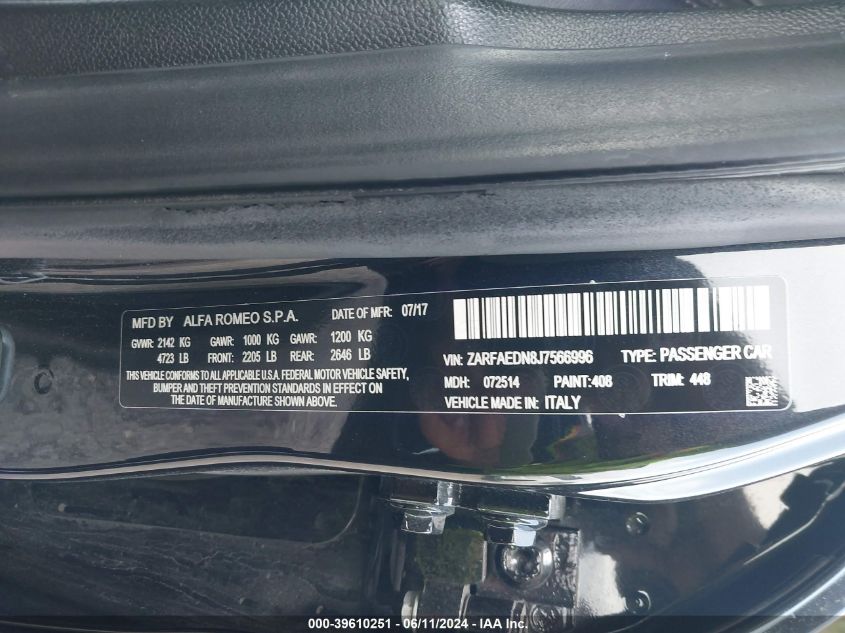 MFD BY ALFA ROMEO S.P.A. DATE OF MFR: 07/17
GVWR: 2142 KG GAWR: 1000 KG GAWR: 1200 KG
4723 LB FRONT: 2205 LB REAR: 2646 LB
THIS VEHICLE CONFORMS TO ALL APPLICABLE U.S.A. FEDERAL MOTOR VEHICLE SAFETY,
BUMPER AND THEFT PREVENTION STANDARDS IN EFFECT ON
THE DATE OF MANUFACTURE SHOWN ABOVE.
VIN: ZARFAEDN8J7566996 TYPE: PASSENGER CAR
MDH: 072514 PAINT:408 TRIM: 448
VEHICLE MADE IN: ITALY
000-39610251 - 06/11/2024 - IAA Inc.